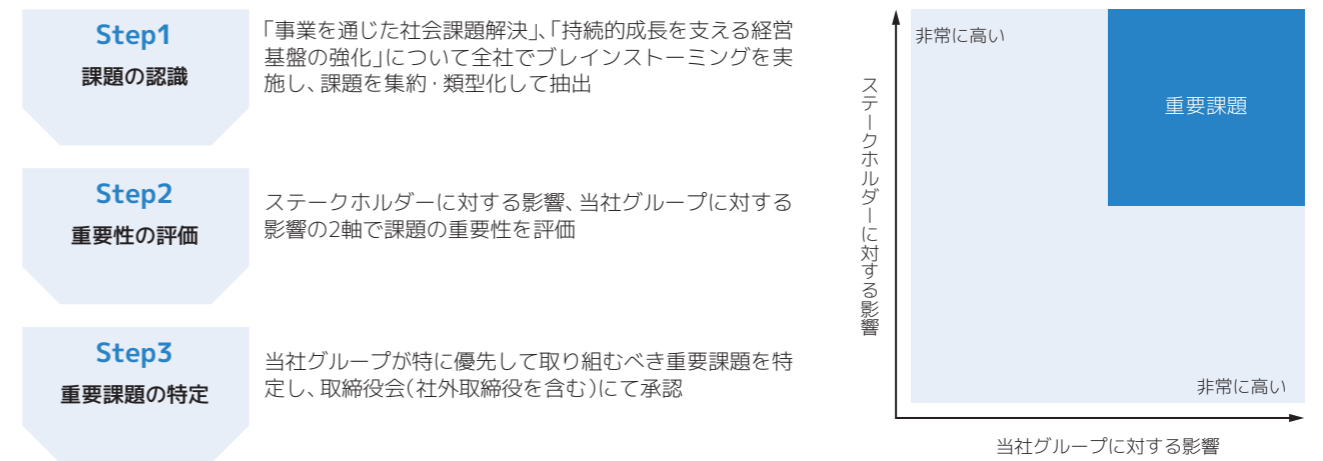 Step1
課題の認識
「事業を通じた社会課題解決」、「持続的成長を支える経営
基盤の強化」について全社でブレインストーミングを実
施し、課題を集約・類型化して抽出
Step2
重要性の評価
ステークホルダーに対する影響、当社グループに対する
影響の2軸で課題の重要性を評価
Step3
重要課題の特定
当社グループが特に優先して取り組むべき重要課題を特
定し、取締役会(社外取締役を含む)にて承認
ステークホルダーに対する影響
非常に高い
重要課題
非常に高い
当社グループに対する影響